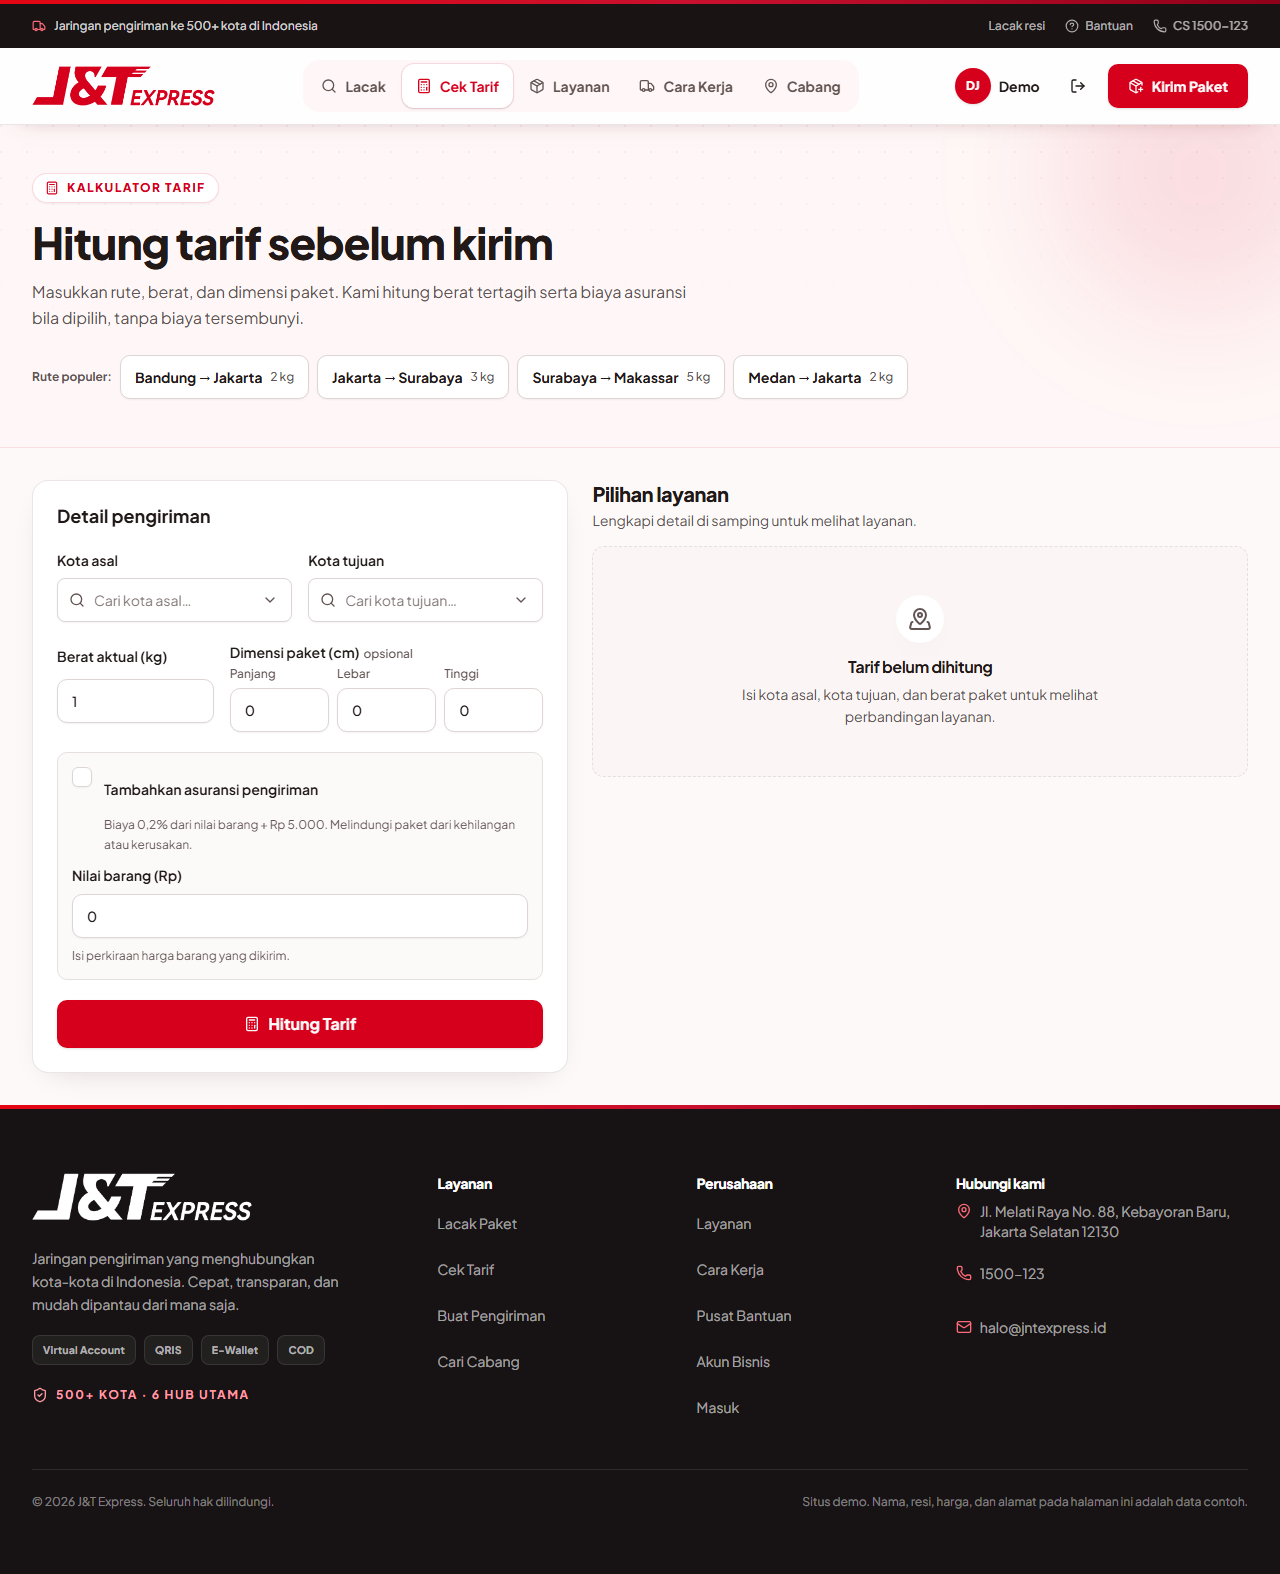 Jaringan pengiriman ke 500+ kota di Indonesia
Lacak resi
Bantuan
CS 1500-123
J&T EXPRESS
Lacak
Cek Tarif
Layanan
Cara Kerja
Cabang
DJ
Demo
Kirim Paket
KALKULATOR TARIF
Hitung tarif sebelum kirim
Masukkan rute, berat, dan dimensi paket. Kami hitung berat tertagih serta biaya asuransi
bila dipilih, tanpa biaya tersembunyi.
Rute populer:
Bandung → Jakarta 2 kg
Jakarta → Surabaya 3 kg
Surabaya → Makassar 5 kg
Medan → Jakarta 2 kg
Detail pengiriman
Kota asal
Kota tujuan
Cari kota asal...
Cari kota tujuan...
Berat aktual (kg)
Dimensi paket (cm) opsional
Panjang
Lebar
Tinggi
1
0
0
0
Tambahkan asuransi pengiriman
Biaya 0,2% dari nilai barang + Rp 5.000. Melindungi paket dari kehilangan
atau kerusakan.
Nilai barang (Rp)
0
Isi perkiraan harga barang yang dikirim.
Hitung Tarif
Pilihan layanan
Lengkapi detail di samping untuk melihat layanan.
Tarif belum dihitung
Isi kota asal, kota tujuan, dan berat paket untuk melihat
perbandingan layanan.
J&T EXPRESS
Jaringan pengiriman yang menghubungkan
kota-kota di Indonesia. Cepat, transparan, dan
mudah dipantau dari mana saja.
Virtual Account
QRIS
E-Wallet
COD
500+ KOTA · 6 HUB UTAMA
Layanan
Lacak Paket
Cek Tarif
Buat Pengiriman
Cari Cabang
Perusahaan
Layanan
Cara Kerja
Pusat Bantuan
Akun Bisnis
Masuk
Hubungi kami
Jl. Melati Raya No. 88, Kebayoran Baru,
Jakarta Selatan 12130
1500-123
halo@jntexpress.id
© 2026 J&T Express. Seluruh hak dilindungi.
Situs demo. Nama, resi, harga, dan alamat pada halaman ini adalah data contoh.